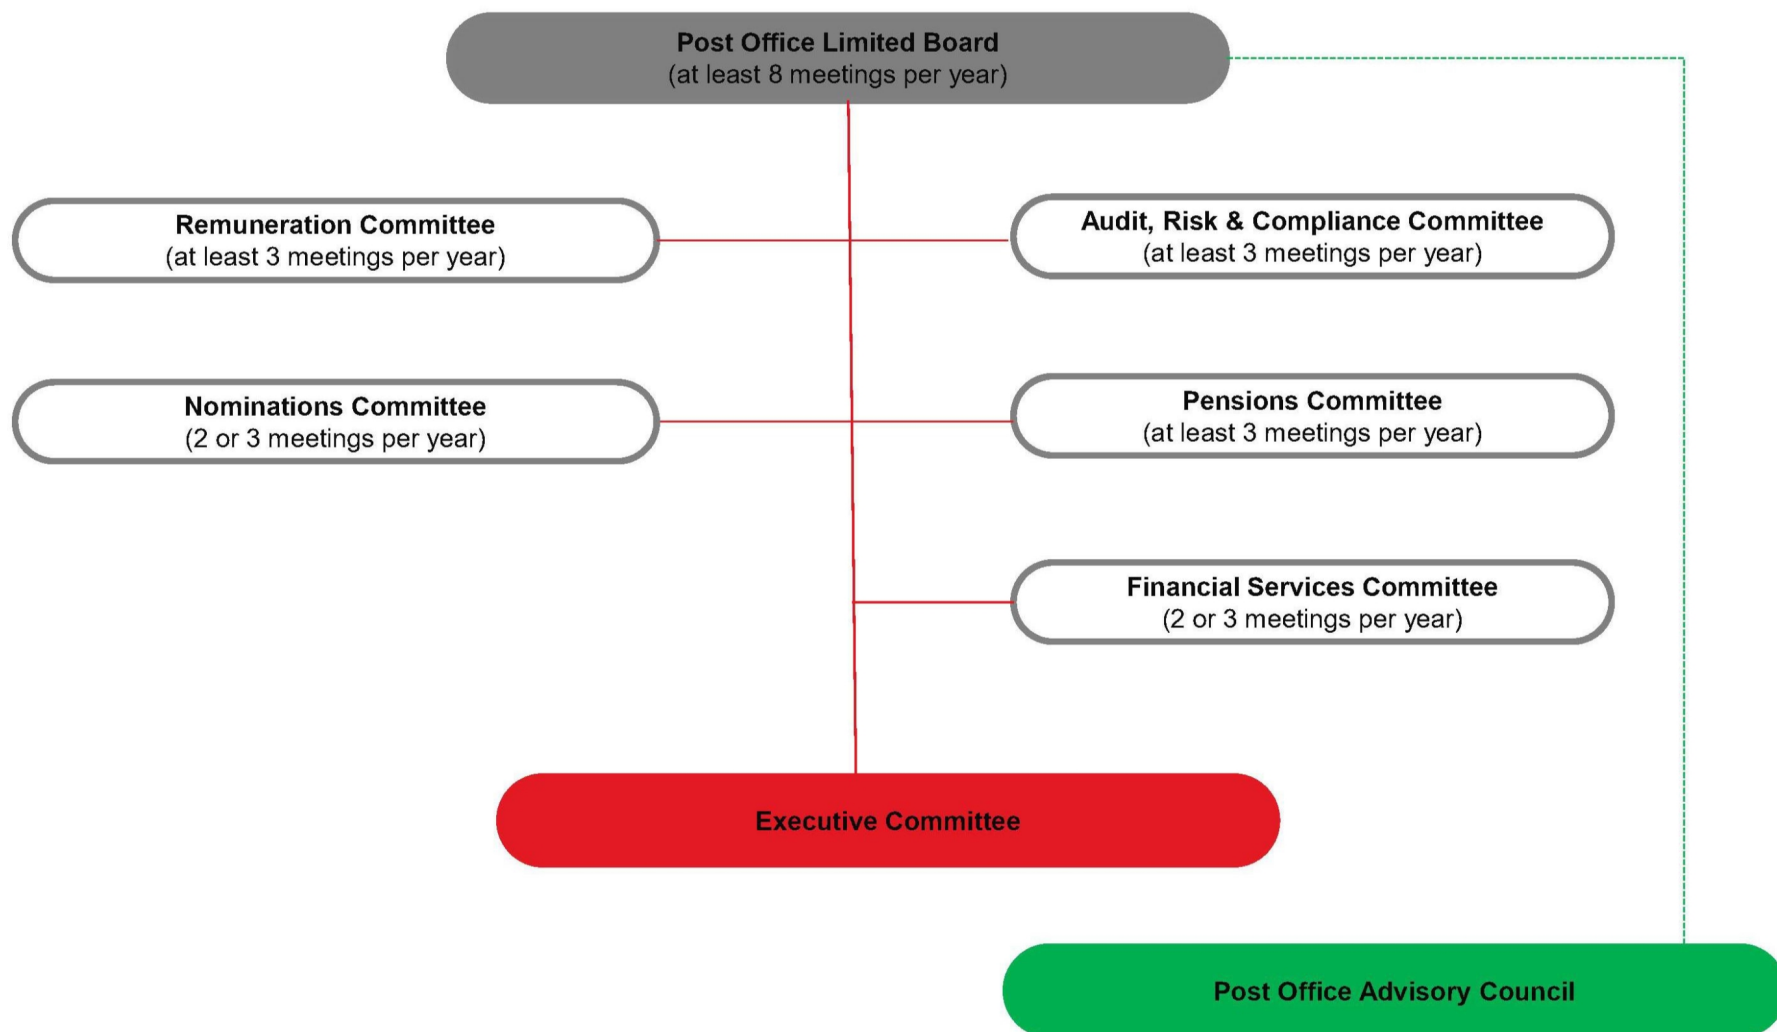 Post Office Limited Board
(at least 8 meetings per year)
Remuneration Committee
(at least 3 meetings per year)
Audit, Risk & Compliance Committee
(at least 3 meetings per year)
Nominations Committee
(2 or 3 meetings per year)
Pensions Committee
(at least 3 meetings per year)
Financial Services Committee
(2 or 3 meetings per year)
Executive Committee
Post Office Advisory Council